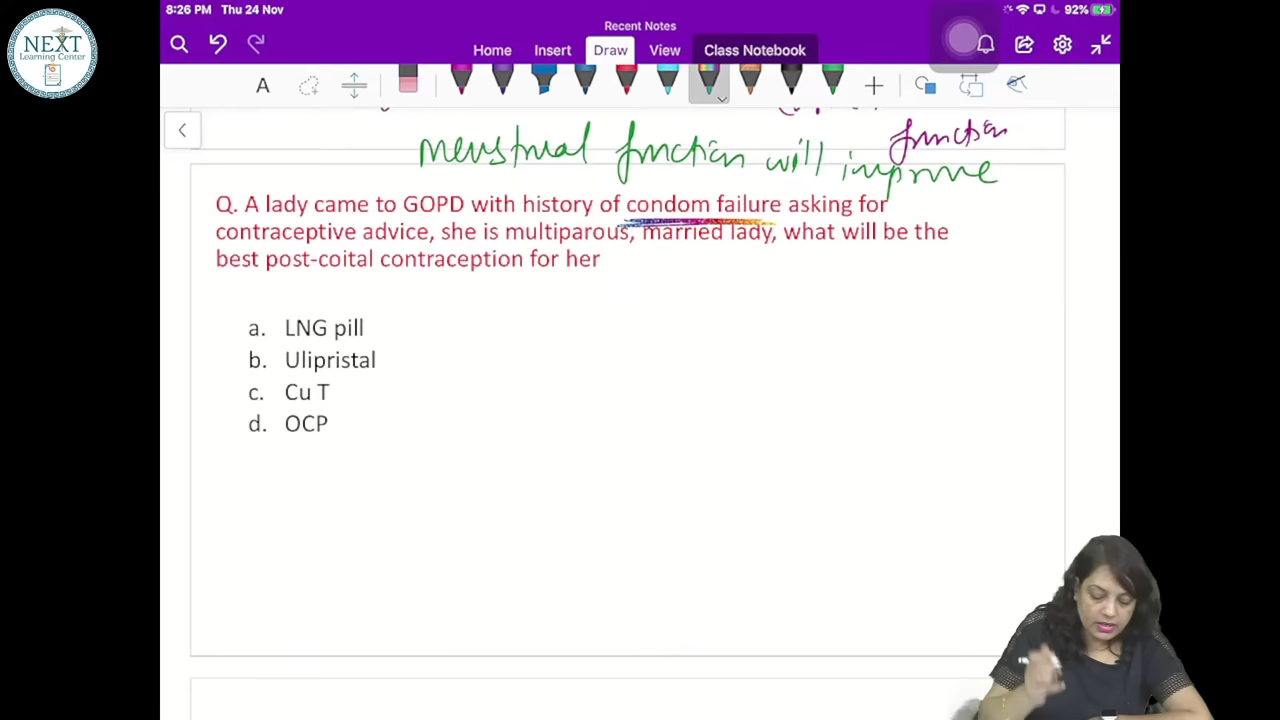 8:26 PM Thu 24 Nov
92%
NEXT
Learning Center
Recent Notes
Home Insert Draw View Class Notebook
A
function
menstrual function will improve
Q. A lady came to GOPD with history of condom failure asking for
contraceptive advice, she is multiparous, married lady, what will be the
best post-coital contraception for her
a. LNG pill
b. Ulipristal
c. Cu T
d. OCP